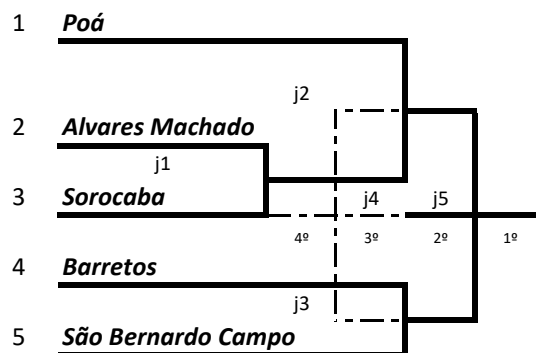 1 Poá
j2
2 Alvares Machado
j1
3 Sorocaba
j4 j5
4º 3º 2º 1º
4 Barretos
j3
5 São Bernardo Campo